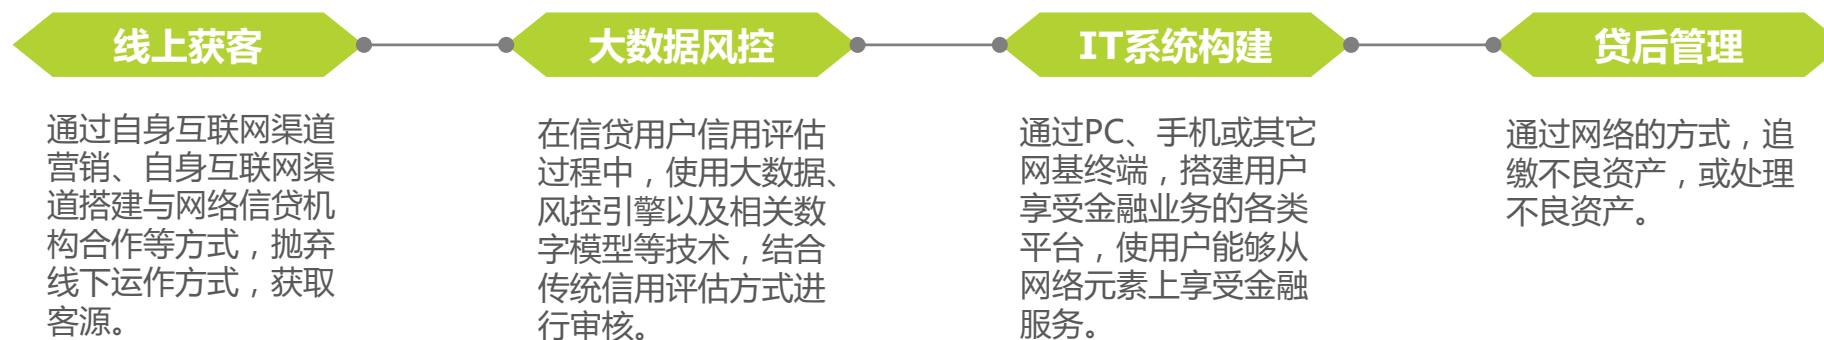 线上获客
通过自身互联网渠道
营销、自身互联网渠
道搭建与网络信贷机
构合作等方式，抛弃
线下运作方式，获取
客源。
大数据风控
在信贷用户信用评估
过程中，使用大数据、
风控引擎以及相关数
字模型等技术，结合
传统信用评估方式进
行审核。
IT系统构建
通过PC、手机或其它
网基终端，搭建用户
享受金融业务的各类
平台，使用户能够从
网络元素上享受金融
服务。
贷后管理
通过网络的方式，追
缴不良资产，或处理
不良资产。